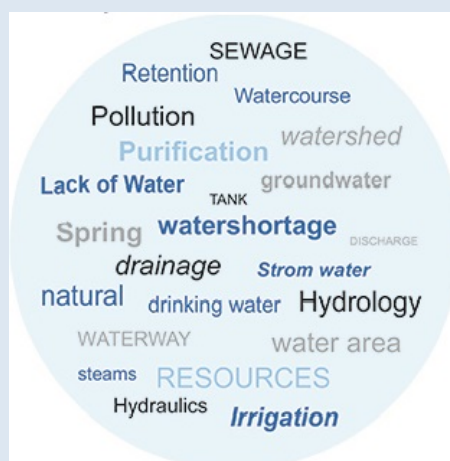 SEWAGE
Retention
Watercourse
Pollution
watershed
Purification
Lack of Water
groundwater
TANK
Spring
watershortage
DISCHARGE
drainage
Strom water
natural
drinking water
Hydrology
WATERWAY
water area
steams
RESOURCES
Hydraulics
Irrigation